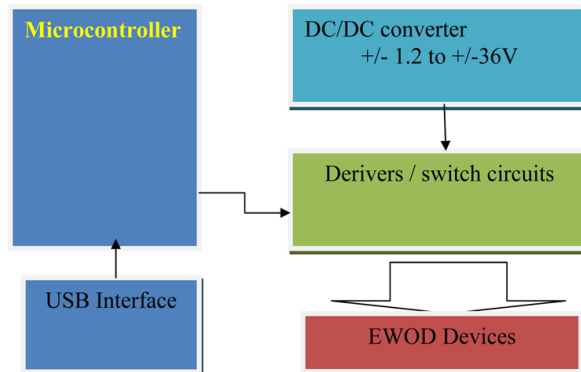 Microcontroller
DC/DC converter
+/- 1.2 to +/-36V
Derivers / switch circuits
USB Interface
EWOD Devices